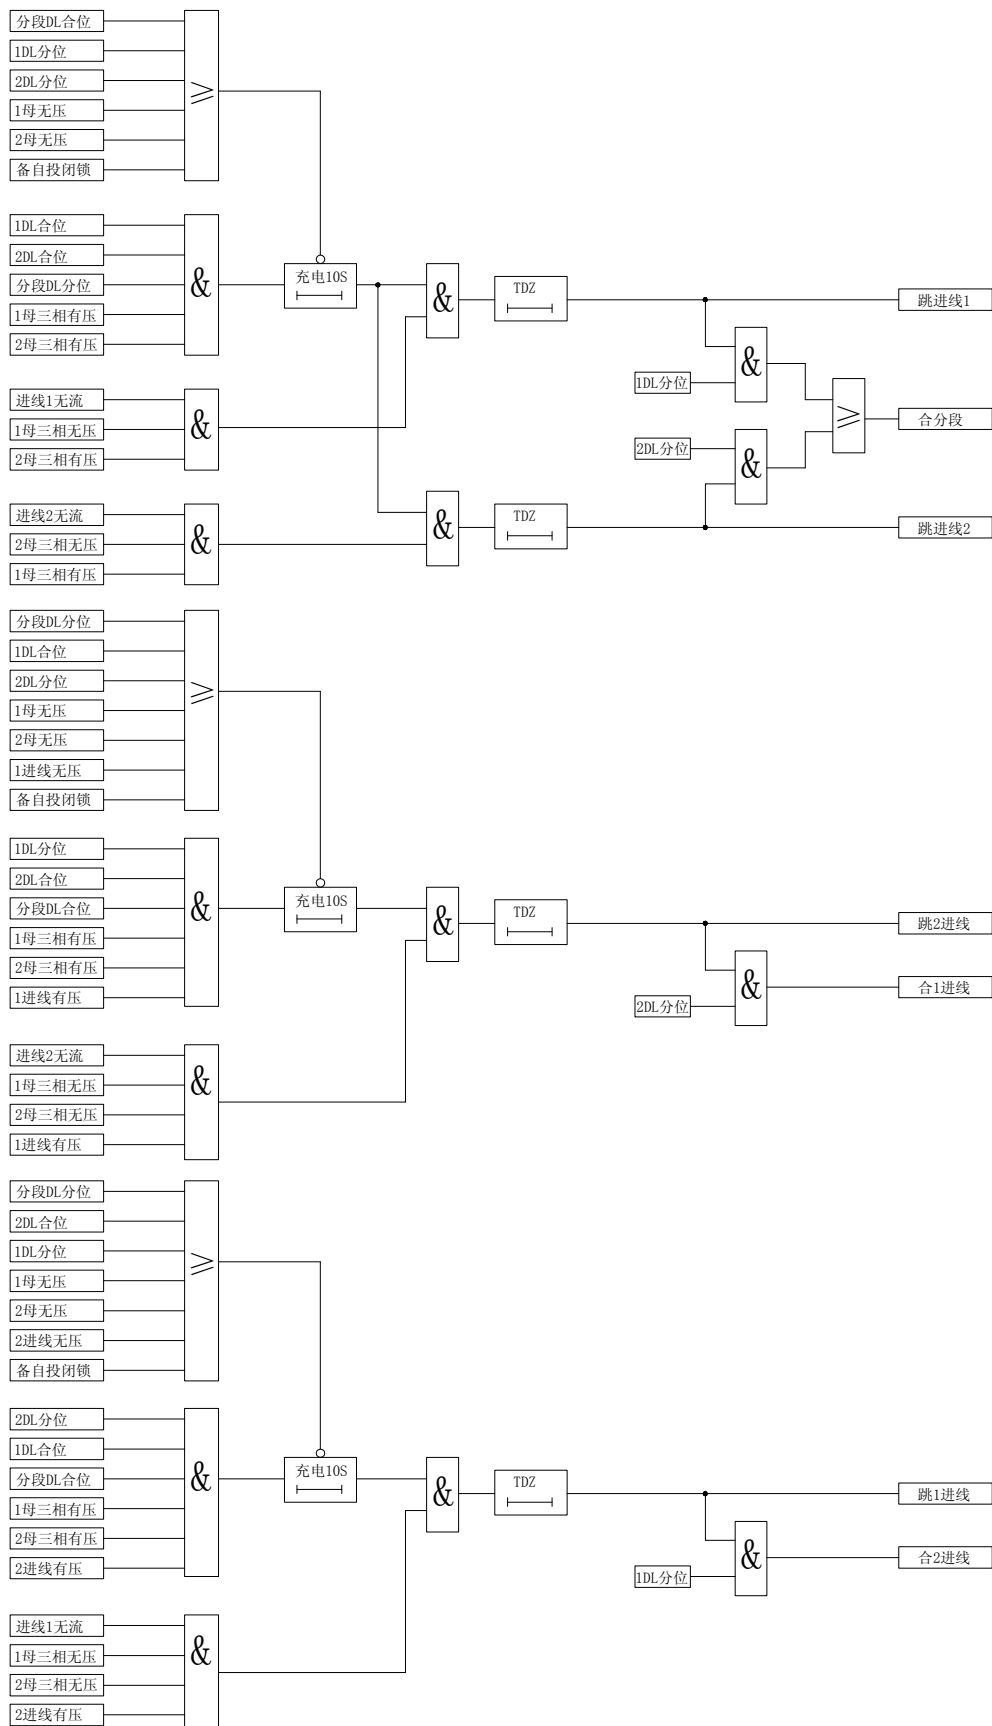 分段DL合位
1DL分位
2DL分位
1母无压
2母无压
备自投闭锁
≥
1DL合位
2DL合位
分段DL分位
1母三相有压
2母三相有压
&
充电10S
&
TDZ
跳进线1
进线1无流
1母三相无压
2母三相有压
&
1DL分位
&
≥
合分段
2DL分位
&
进线2无流
2母三相无压
1母三相有压
&
&
TDZ
跳进线2
分段DL分位
1DL合位
2DL分位
1母无压
2母无压
1进线无压
备自投闭锁
≥
1DL分位
2DL合位
分段DL合位
1母三相有压
2母三相有压
1进线有压
&
充电10S
&
TDZ
跳2进线
2DL分位
&
合1进线
进线2无流
1母三相无压
2母三相无压
1进线有压
&
分段DL分位
2DL合位
1DL分位
1母无压
2母无压
2进线无压
备自投闭锁
≥
2DL分位
1DL合位
分段DL合位
1母三相有压
2母三相有压
2进线有压
&
充电10S
&
TDZ
跳1进线
1DL分位
&
合2进线
进线1无流
1母三相无压
2母三相无压
2进线有压
&